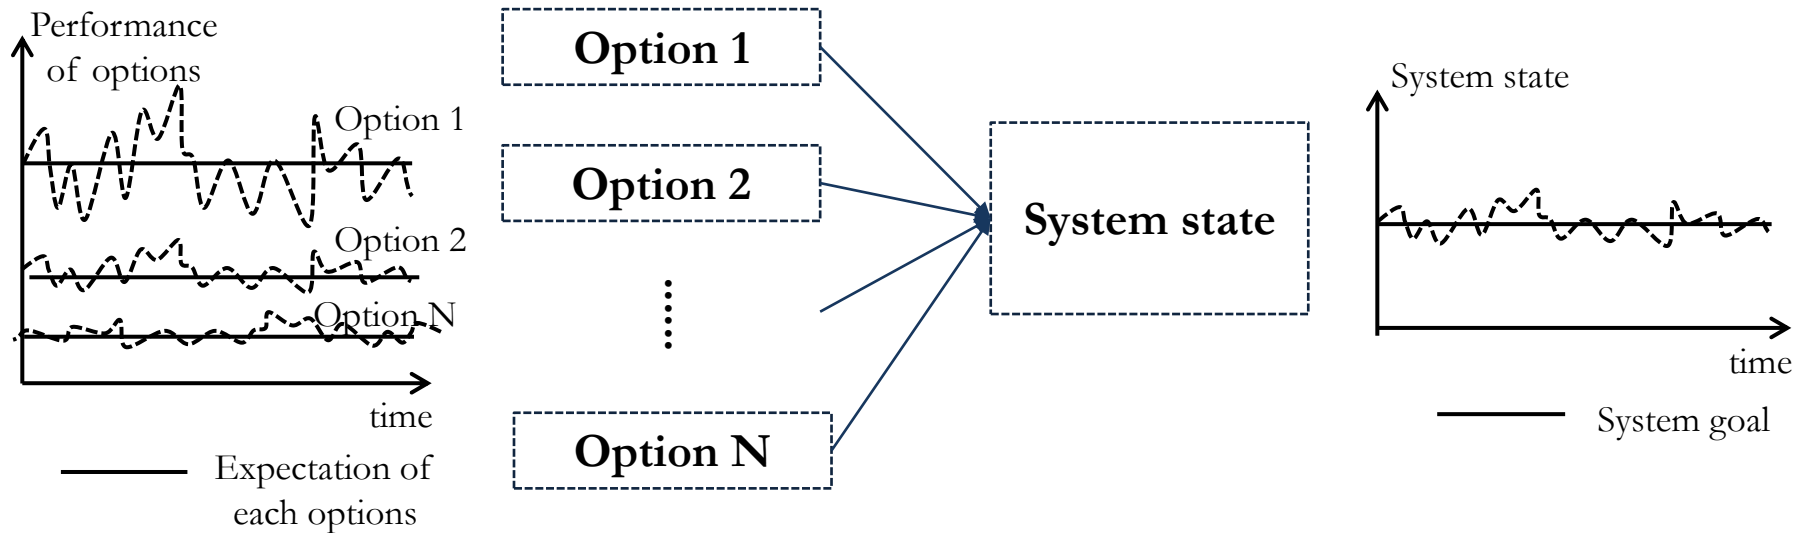 Performance
of options
Option 1
Option 2
Option N
time
Expectation of
each options
Option 1
Option 2
Option N
System state
System state
time
System goal